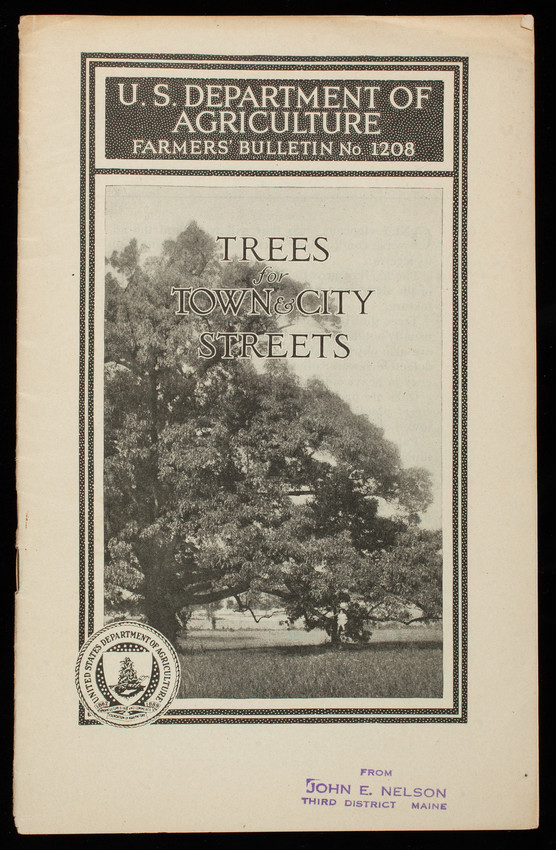 U. S. DEPARTMENT OF
AGRICULTURE
FARMERS' BULLETIN No. 1208
TREES
for
TOWN & CITY
STREETS
UNITED STATES DEPARTMENT OF AGRICULTURE
1862 1889
FROM
JOHN E. NELSON
THIRD DISTRICT MAINE